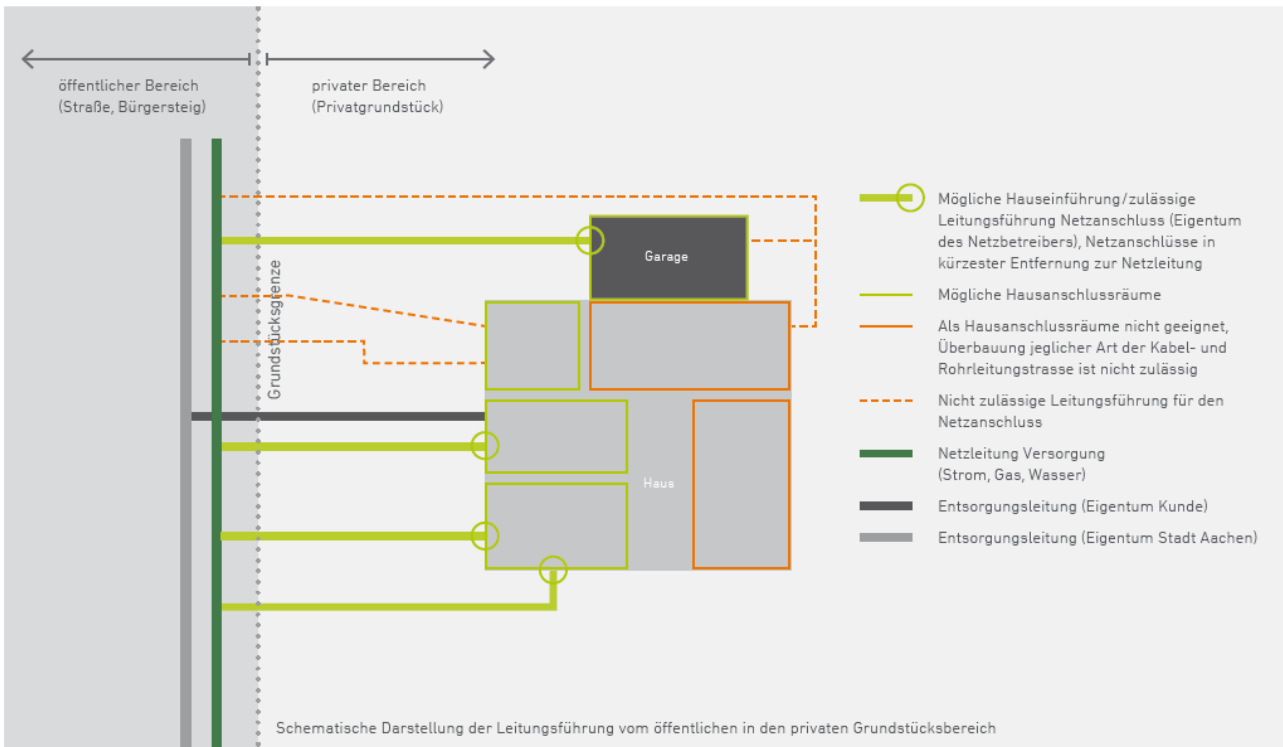 öffentlicher Bereich
(Straße, Bürgersteig)
privater Bereich
(Privatgrundstück)
Grundstücksgrenze
Garage
Haus
Mögliche Hauseinführung/zulässige
Leitungsführung Netzanschluss (Eigentum
des Netzbetreibers), Netzanschlüsse in
kürzester Entfernung zur Netzleitung
Mögliche Hausanschlussräume
Als Hausanschlussräume nicht geeignet,
Überbauung jeglicher Art der Kabel- und
Rohrleitungstrasse ist nicht zulässig
Nicht zulässige Leitungsführung für den
Netzanschluss
Netzleitung Versorgung
(Strom, Gas, Wasser)
Entsorgungsleitung (Eigentum Kunde)
Entsorgungsleitung (Eigentum Stadt Aachen)
Schematische Darstellung der Leitungsführung vom öffentlichen in den privaten Grundstücksbereich